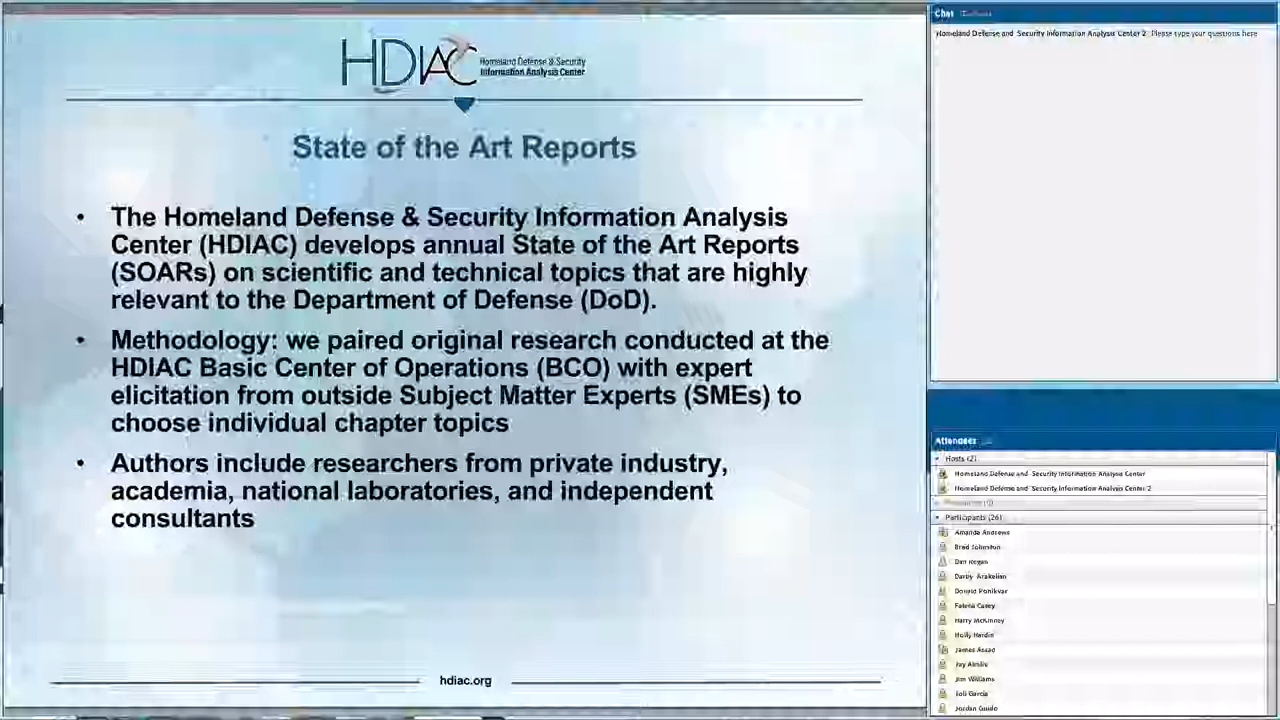 HDIAC
Homeland Defense & Security
Information Analysis Center
State of the Art Reports
• The Homeland Defense & Security Information Analysis
Center (HDIAC) develops annual State of the Art Reports
(SOARs) on scientific and technical topics that are highly
relevant to the Department of Defense (DoD).
• Methodology: we paired original research conducted at the
HDIAC Basic Center of Operations (BCO) with expert
elicitation from outside Subject Matter Experts (SMEs) to
choose individual chapter topics
• Authors include researchers from private industry,
academia, national laboratories, and independent
consultants
hdiac.org
Chat
Homeland Defense and Security Information Analysis Center 2: Please type your questions here
Attendees
Hosts (2)
Homeland Defense and Security Information Analysis Center
Homeland Defense and Security Information Analysis Center 2
Participants (26)
Amanda Andrews
Brad Johnston
Dan
Darby Arakelian
Donald Ponikvar
Carey
Harry McKinney
Holly Hardin
James Assad
Jay
Jim Williams
Garcia
Jordan Guido